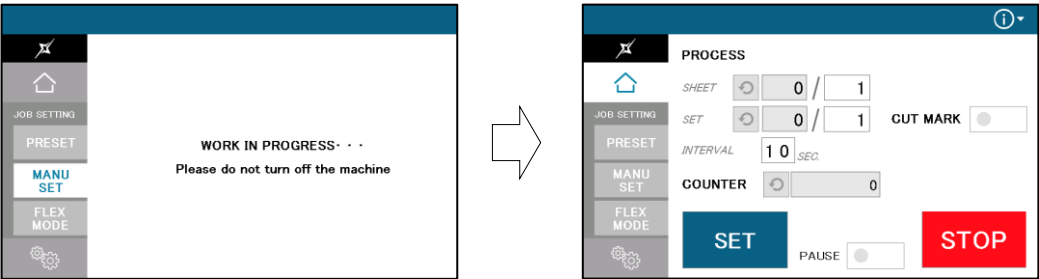 JOB SETTING
PRESET
MANU
SET
FLEX
MODE
WORK IN PROGRESS・・・
Please do not turn off the machine
JOB SETTING
PRESET
MANU
SET
FLEX
MODE
PROCESS
SHEET 0 / 1
SET 0 / 1
CUT MARK
INTERVAL 10 SEC.
COUNTER 0
SET
PAUSE
STOP